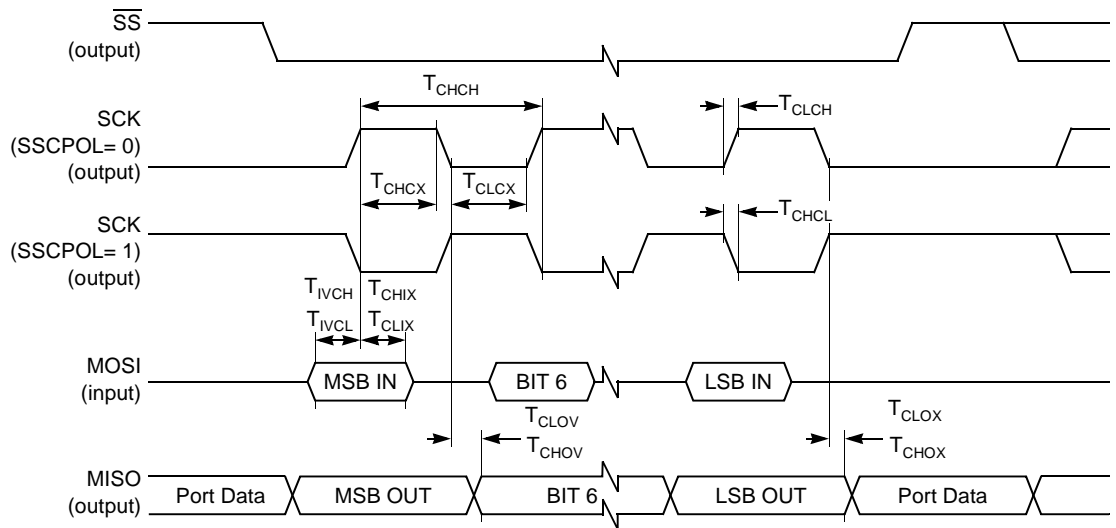 SS
(output)
T_CHCH
SCK
(SSCPOL= 0)
(output)
T_CLCH
T_CHCX
T_CLCX
SCK
(SSCPOL= 1)
(output)
T_CHCL
T_IVCH
T_CHIX
T_IVCL
T_CLIX
MOSI
(input)
MSB IN
BIT 6
LSB IN
T_CLOV
T_CHOV
T_CLOX
T_CHOX
MISO
(output)
Port Data
MSB OUT
BIT 6
LSB OUT
Port Data